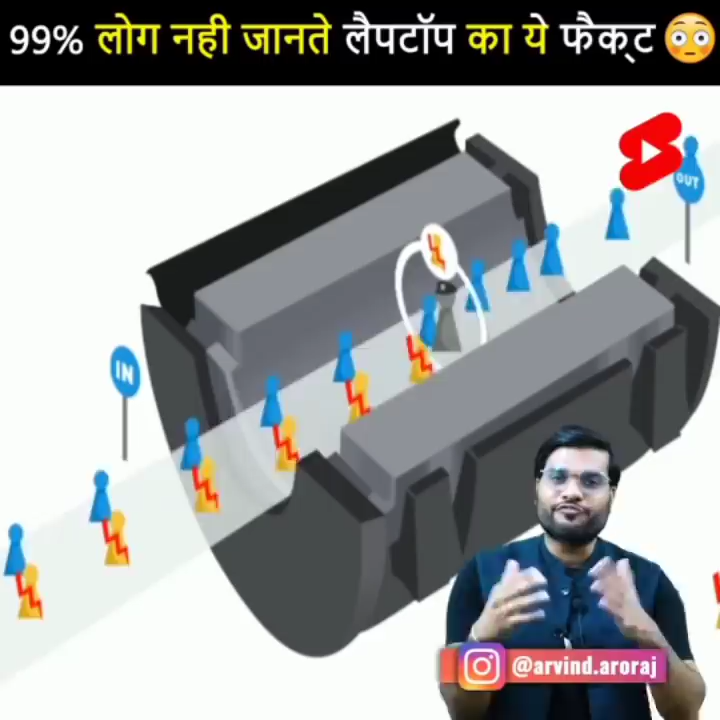 99% लोग नही जानते लैपटॉप का ये फैक्ट 😳
OUT
IN
@arvind.aroraj